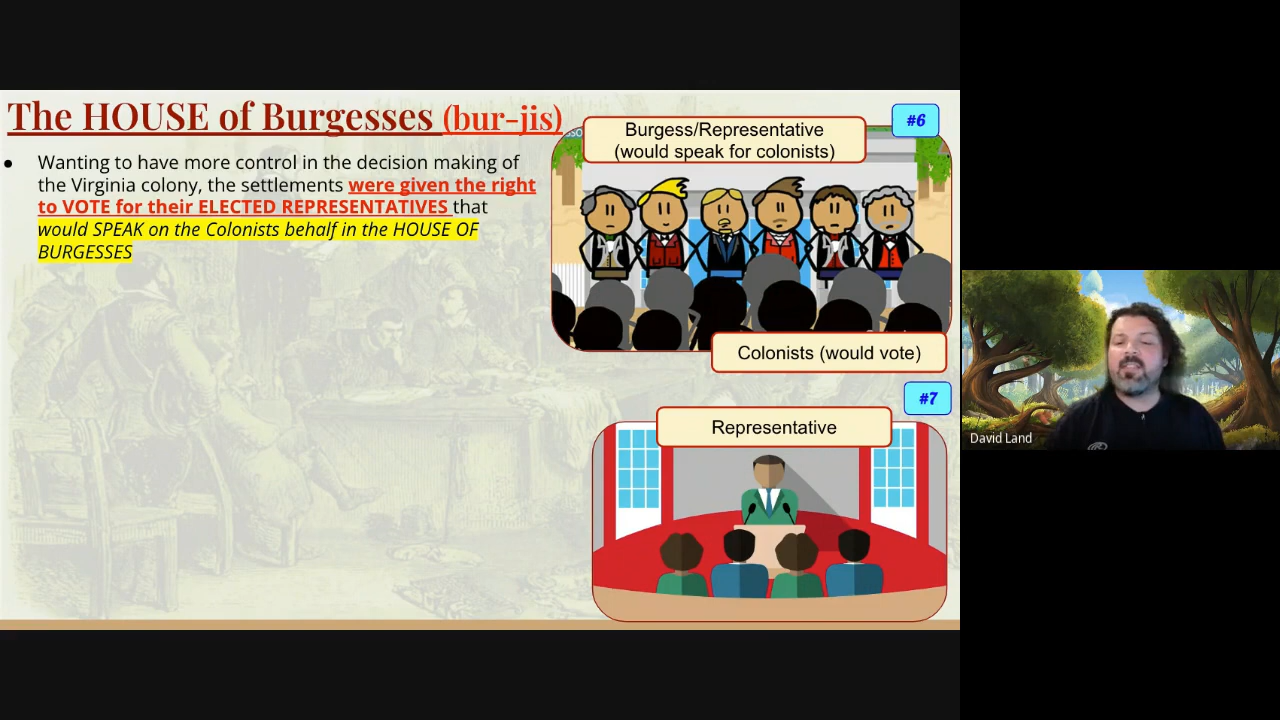 The HOUSE of Burgesses (bur-jis)
● Wanting to have more control in the decision making of
the Virginia colony, the settlements were given the right
to VOTE for their ELECTED REPRESENTATIVES that
would SPEAK on the Colonists behalf in the HOUSE OF
BURGESSES
#6
Burgess/Representative
(would speak for colonists)
Colonists (would vote)
#7
Representative
David Land